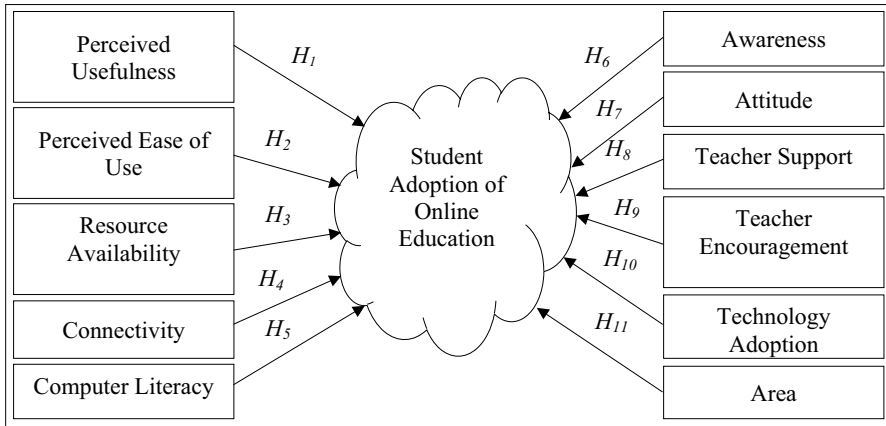 Perceived
Usefulness
H1
Perceived Ease of
Use
H2
Resource
Availability
H3
Connectivity
H4
Computer Literacy
H5
Student
Adoption of
Online
Education
H6
Awareness
H7
Attitude
H8
Teacher Support
H9
Teacher
Encouragement
H10
Technology
Adoption
H11
Area